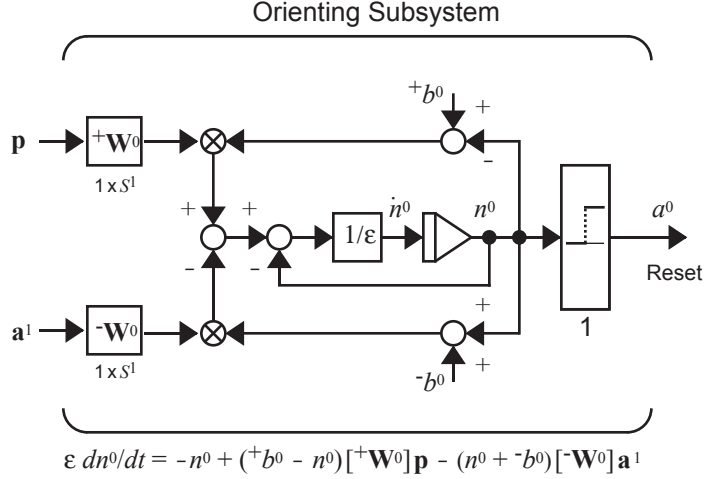 Orienting Subsystem
⁺b⁰
+
p
⁺W⁰
-
1 x S¹
+
+
ṅ⁰
n⁰
a⁰
1/ε
-
-
Reset
+
a¹
⁻W⁰
1
1 x S¹
+
⁻b⁰
ε dn⁰/dt = -n⁰ + (⁺b⁰ - n⁰)[⁺W⁰]p - (n⁰ + ⁻b⁰)[⁻W⁰]a¹